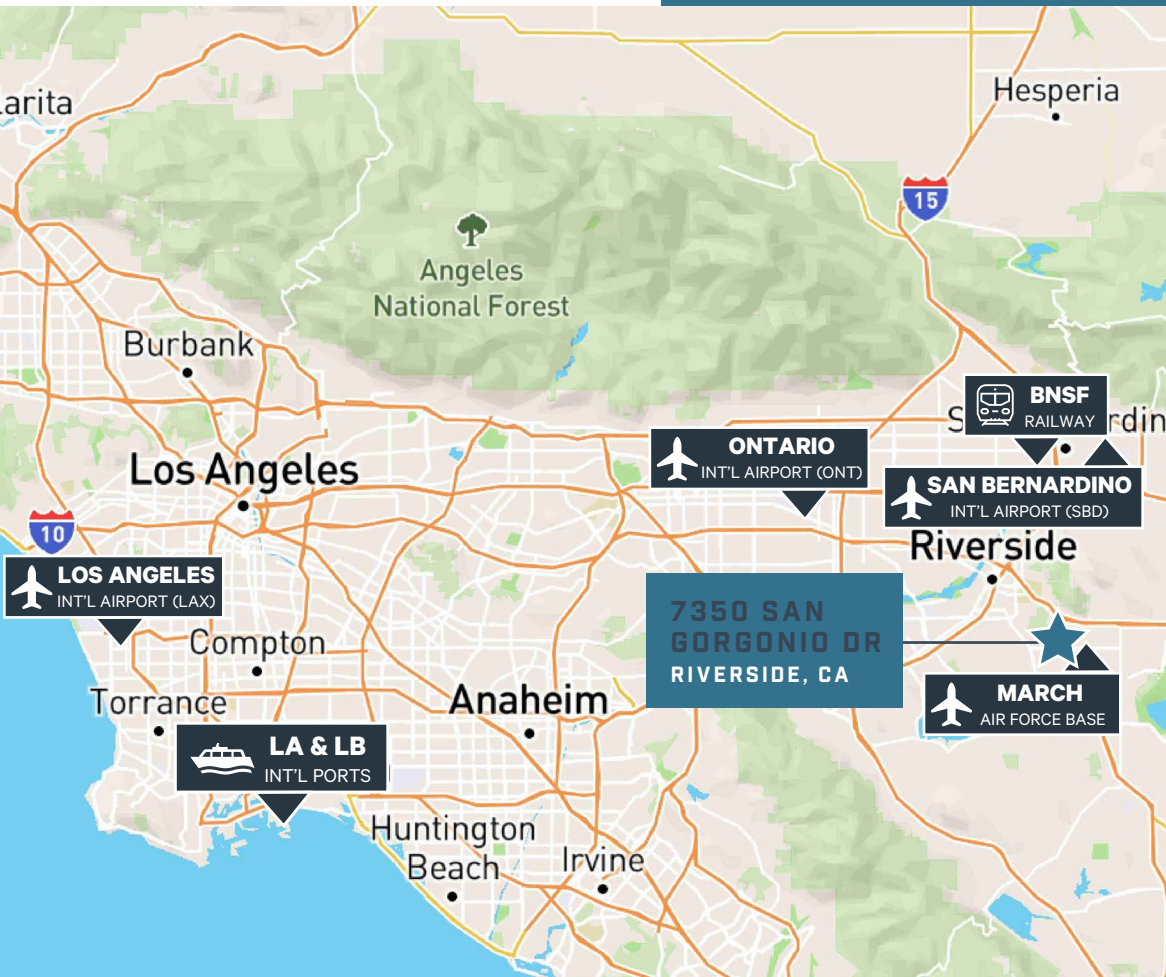 Hesperia
larita
15
Angeles
National Forest
Burbank
BNSF
RAILWAY
S
rdin
ONTARIO
INT'L AIRPORT (ONT)
Los Angeles
SAN BERNARDINO
INT'L AIRPORT (SBD)
10
Riverside
LOS ANGELES
INT'L AIRPORT (LAX)
7350 SAN
GORGONIO DR
RIVERSIDE, CA
Compton
Torrance
Anaheim
MARCH
AIR FORCE BASE
LA & LB
INT'L PORTS
Huntington
Beach
Irvine